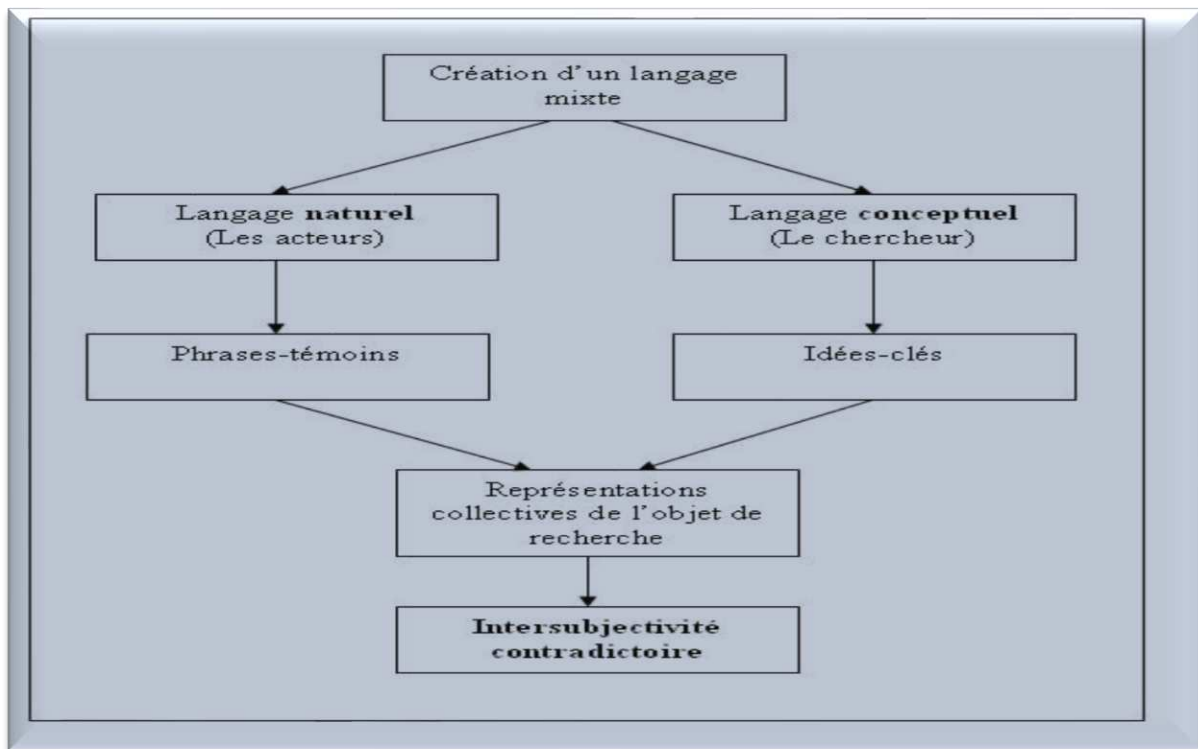 Création d'un langage
mixte
Langage naturel
(Les acteurs)
Langage conceptuel
(Le chercheur)
Phrases-témoins
Idées-clés
Représentations
collectives de l'objet de
recherche
Intersubjectivité
contradictoire